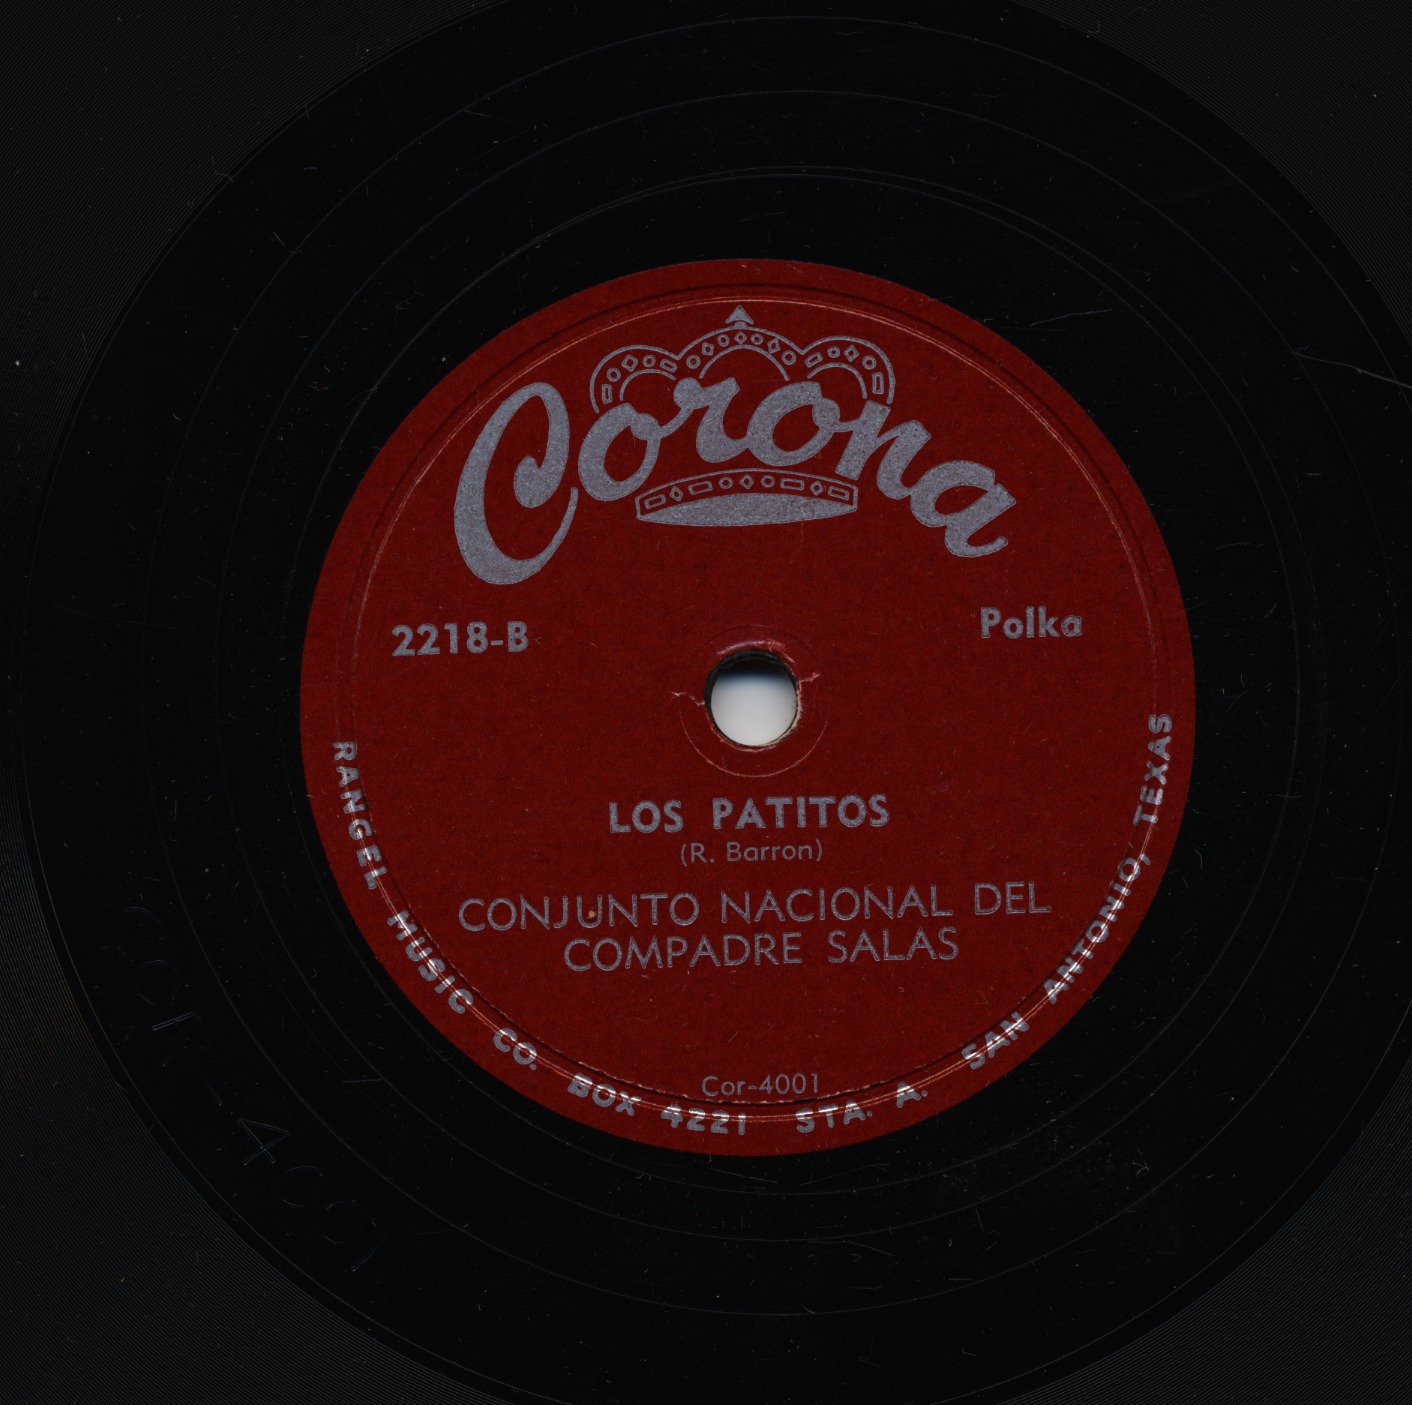 Corona
2218-B
Polka
LOS PATITOS
(R. Barron)
CONJUNTO NACIONAL DEL
COMPADRE SALAS
Cor-4001
RANGEL MUSIC CO. BOX 4221 STA. A. SAN ANTONIO, TEXAS